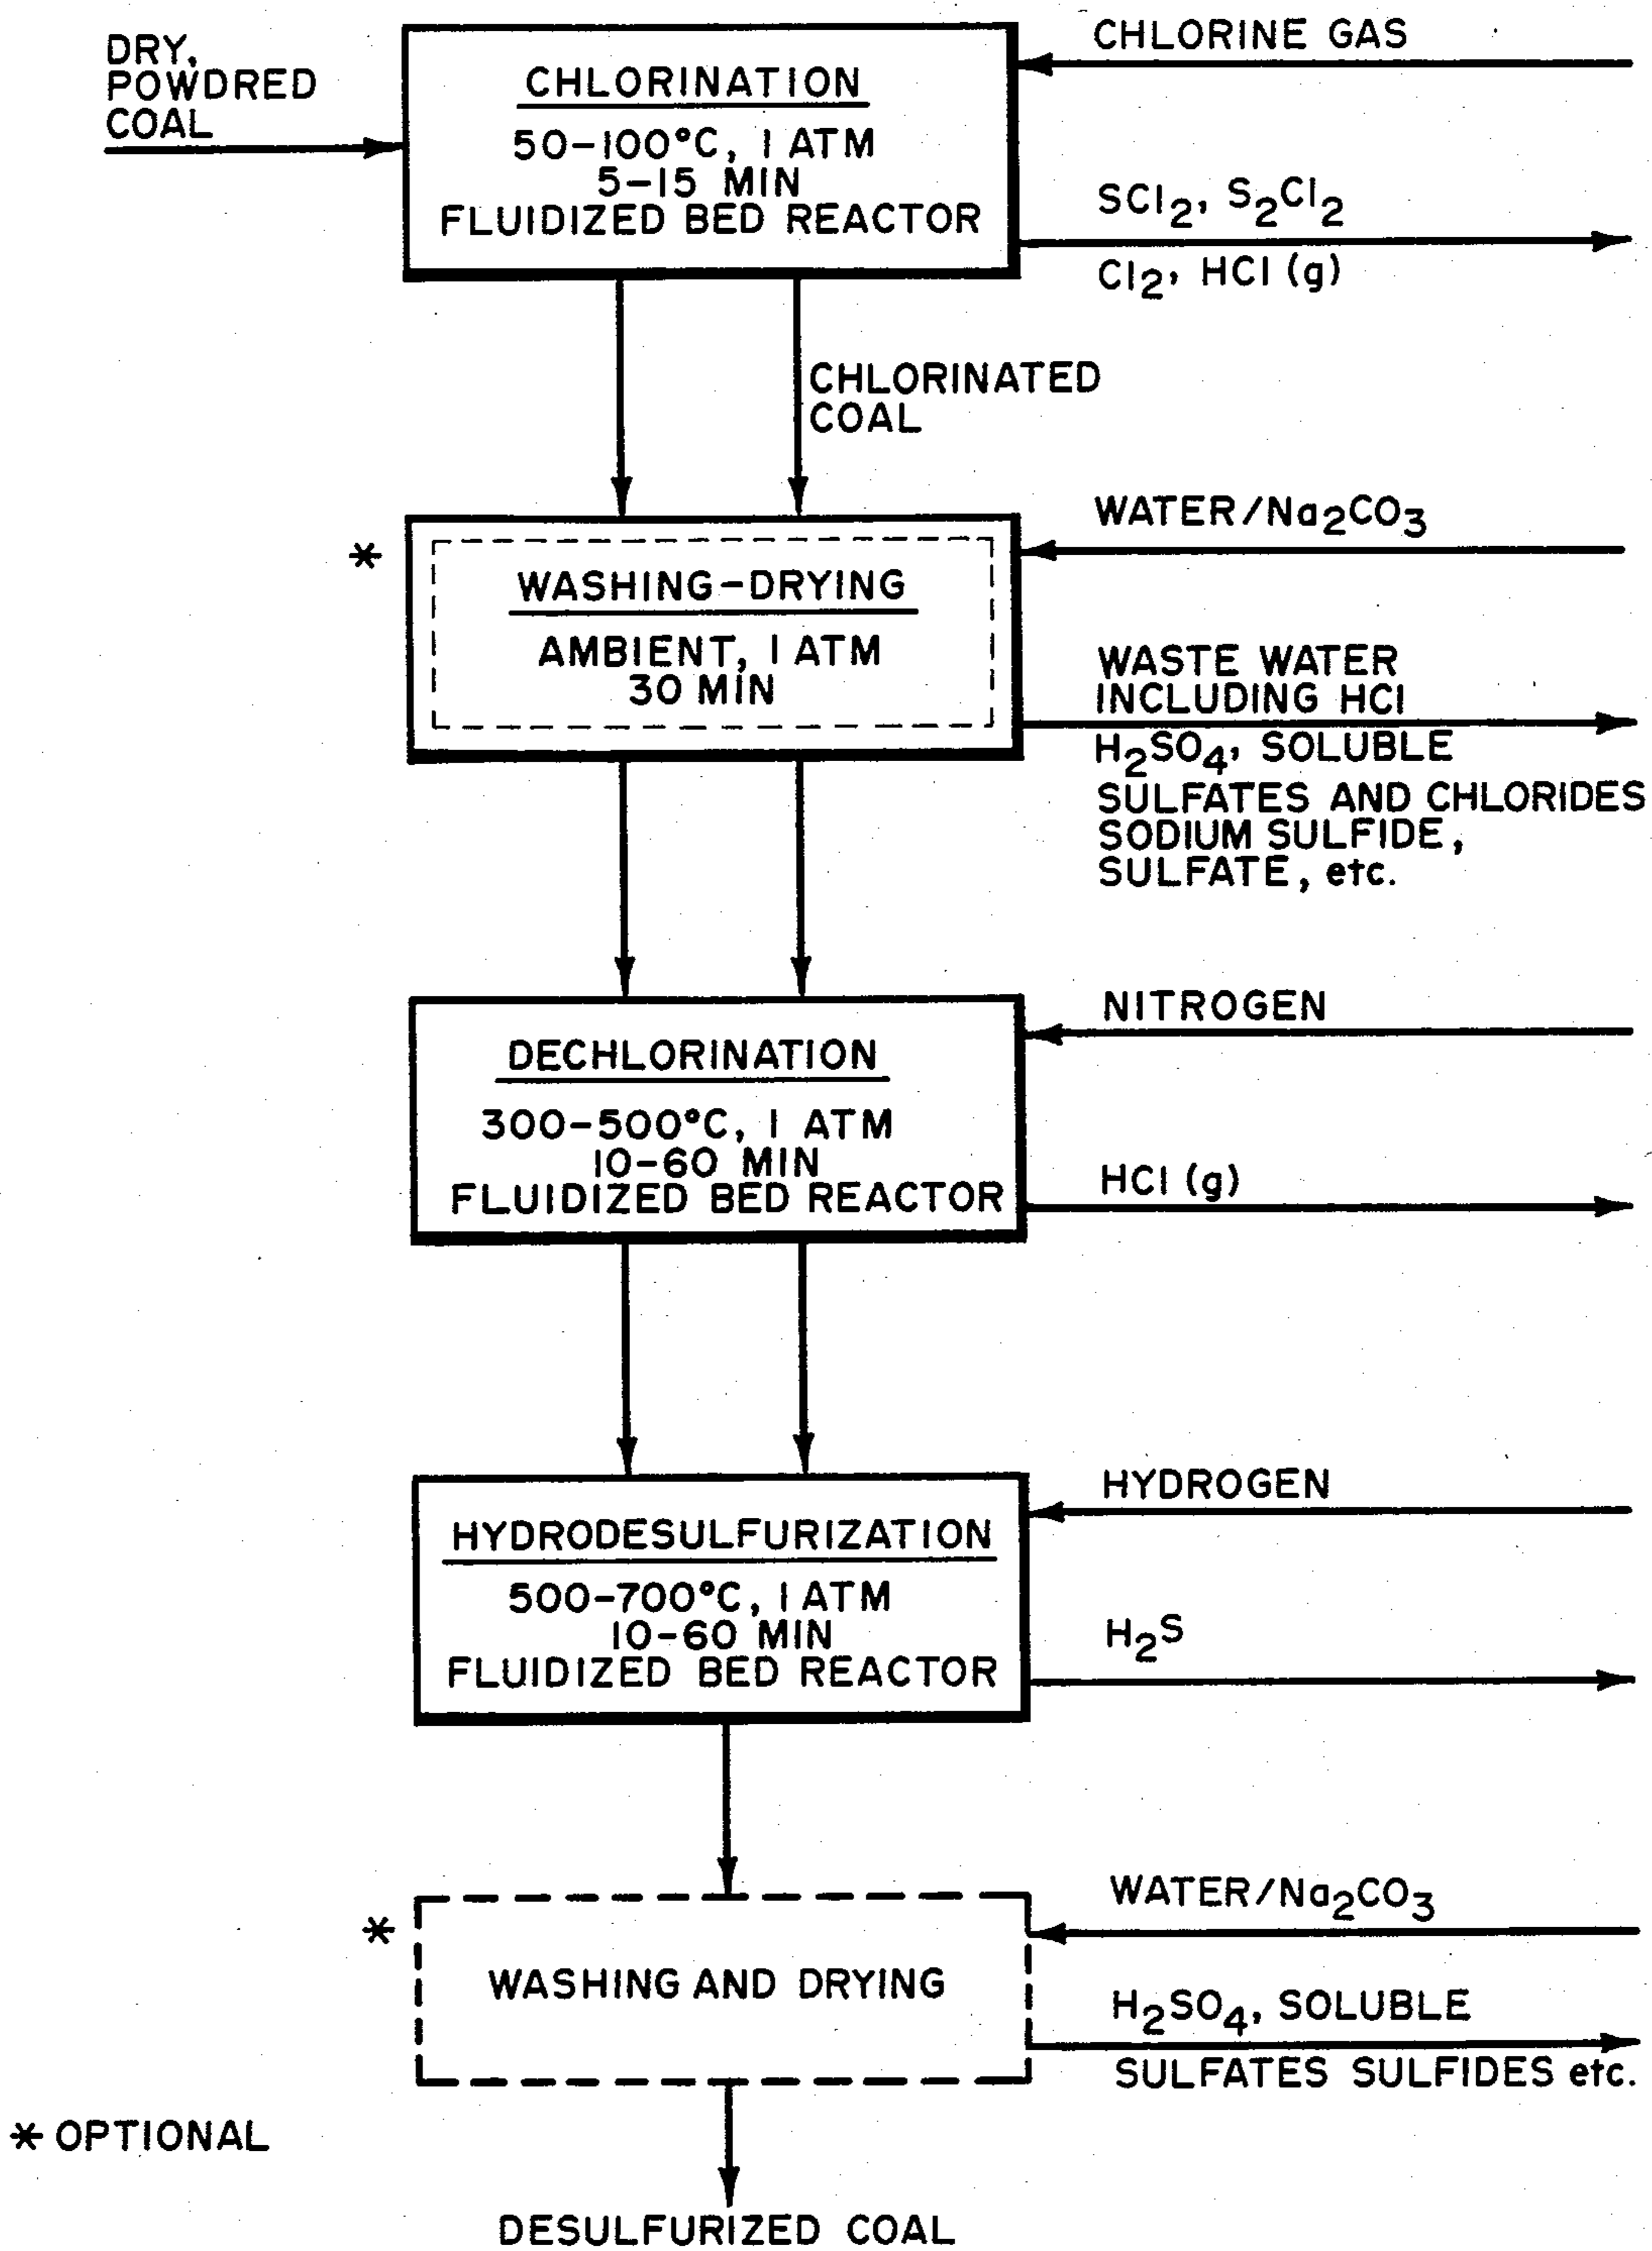 DRY,
POWDRED
COAL
CHLORINATION
50-100°C, 1 ATM
5-15 MIN
FLUIDIZED BED REACTOR
CHLORINE GAS
SCl₂, S₂Cl₂
Cl₂, HCl (g)
CHLORINATED
COAL
*
WASHING-DRYING
AMBIENT, 1 ATM
30 MIN
WATER/Na₂CO₃
WASTE WATER
INCLUDING HCl
H₂SO₄, SOLUBLE
SULFATES AND CHLORIDES
SODIUM SULFIDE,
SULFATE, etc.
DECHLORINATION
300-500°C, 1 ATM
10-60 MIN
FLUIDIZED BED REACTOR
NITROGEN
HCl (g)
HYDRODESULFURIZATION
500-700°C, 1 ATM
10-60 MIN
FLUIDIZED BED REACTOR
HYDROGEN
H₂S
*
WASHING AND DRYING
WATER/Na₂CO₃
H₂SO₄, SOLUBLE
SULFATES SULFIDES etc.
* OPTIONAL
DESULFURIZED COAL